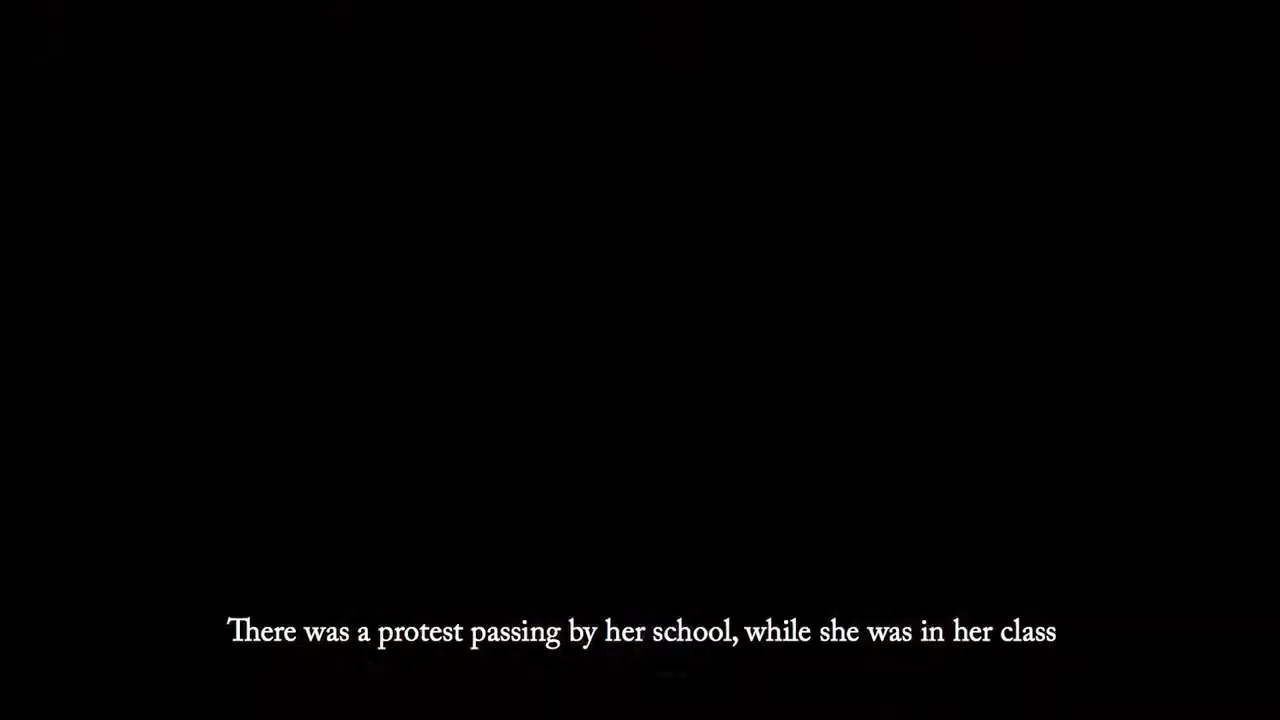 There was a protest passing by her school, while she was in her class